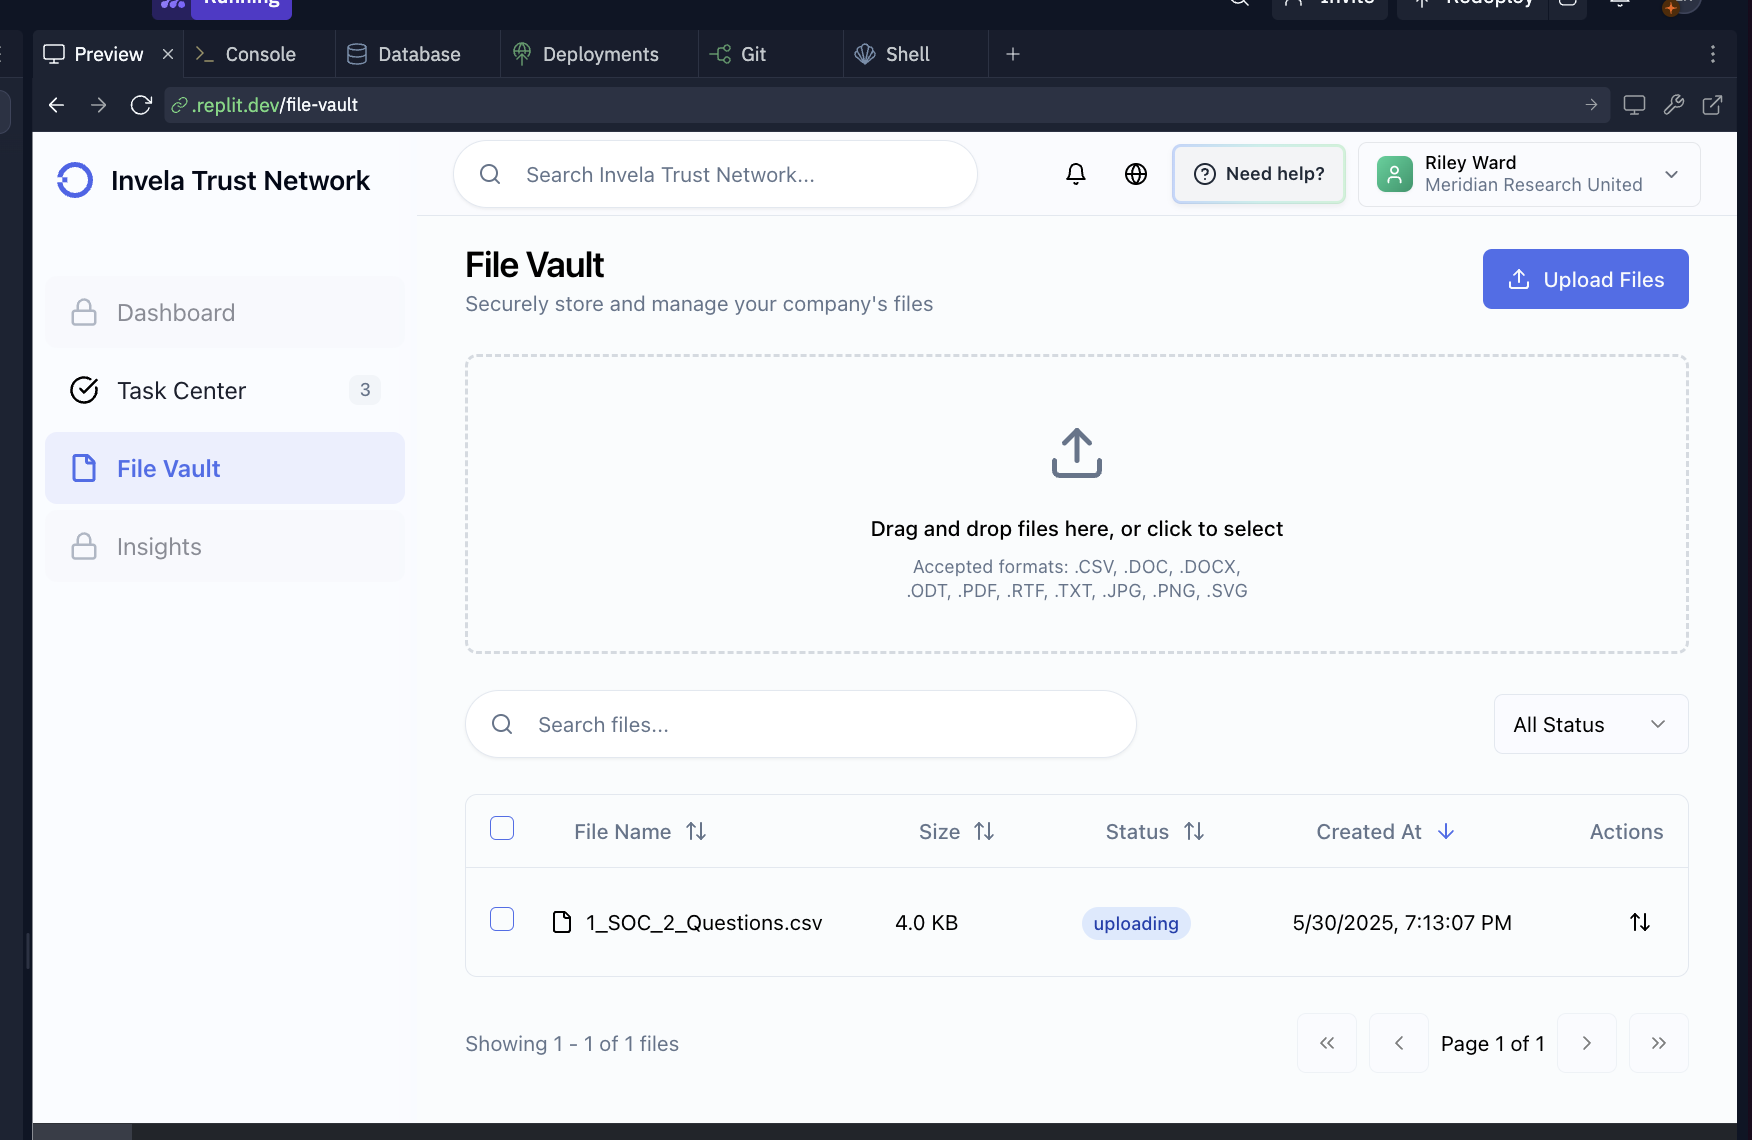 Running
Invite
Redeploy
Preview
Console
Database
Deployments
Git
Shell
.replit.dev/file-vault
Invela Trust Network
Search Invela Trust Network...
Need help?
Riley Ward
Meridian Research United
Dashboard
Task Center
3
File Vault
Insights
File Vault
Securely store and manage your company's files
Upload Files
Drag and drop files here, or click to select
Accepted formats: .CSV, .DOC, .DOCX,
.ODT, .PDF, .RTF, .TXT, .JPG, .PNG, .SVG
Search files...
All Status
File Name
Size
Status
Created At
Actions
1_SOC_2_Questions.csv
4.0 KB
uploading
5/30/2025, 7:13:07 PM
Showing 1 - 1 of 1 files
Page 1 of 1